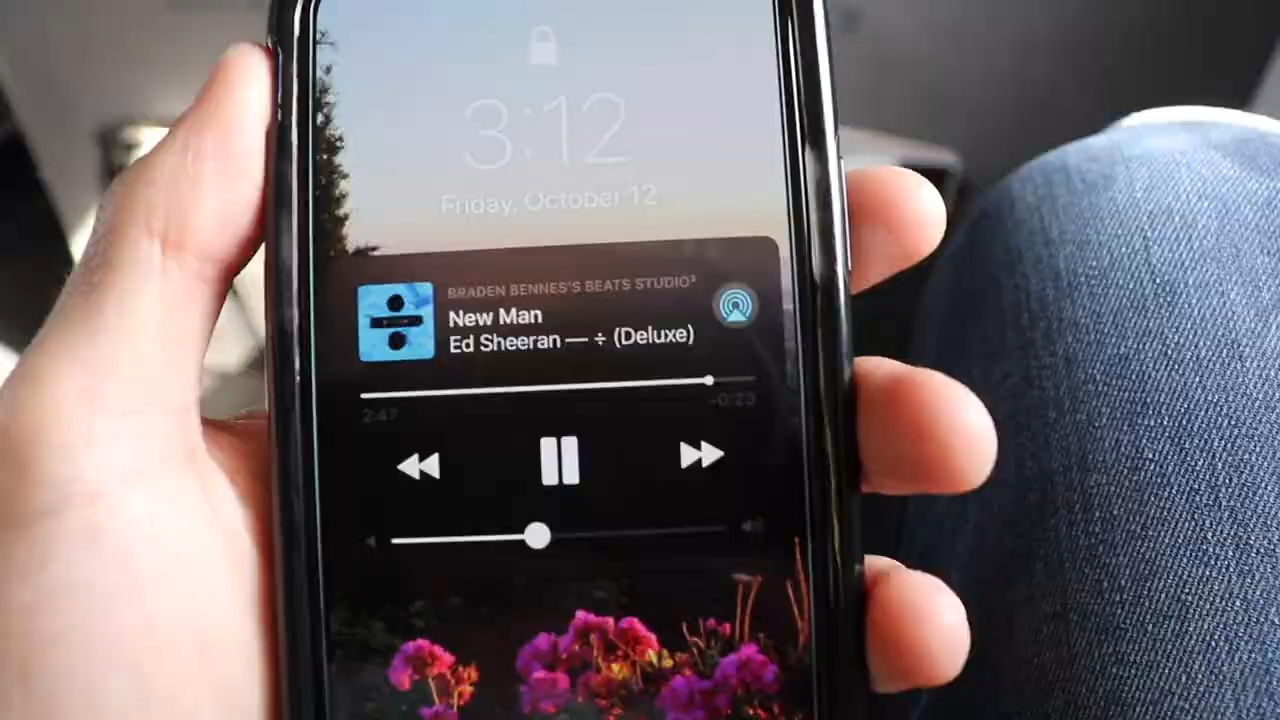 3:12
Friday, October 12
BRADEN BENNES'S BEATS STUDIO³
New Man
Ed Sheeran — ÷ (Deluxe)
2:47
-0:23